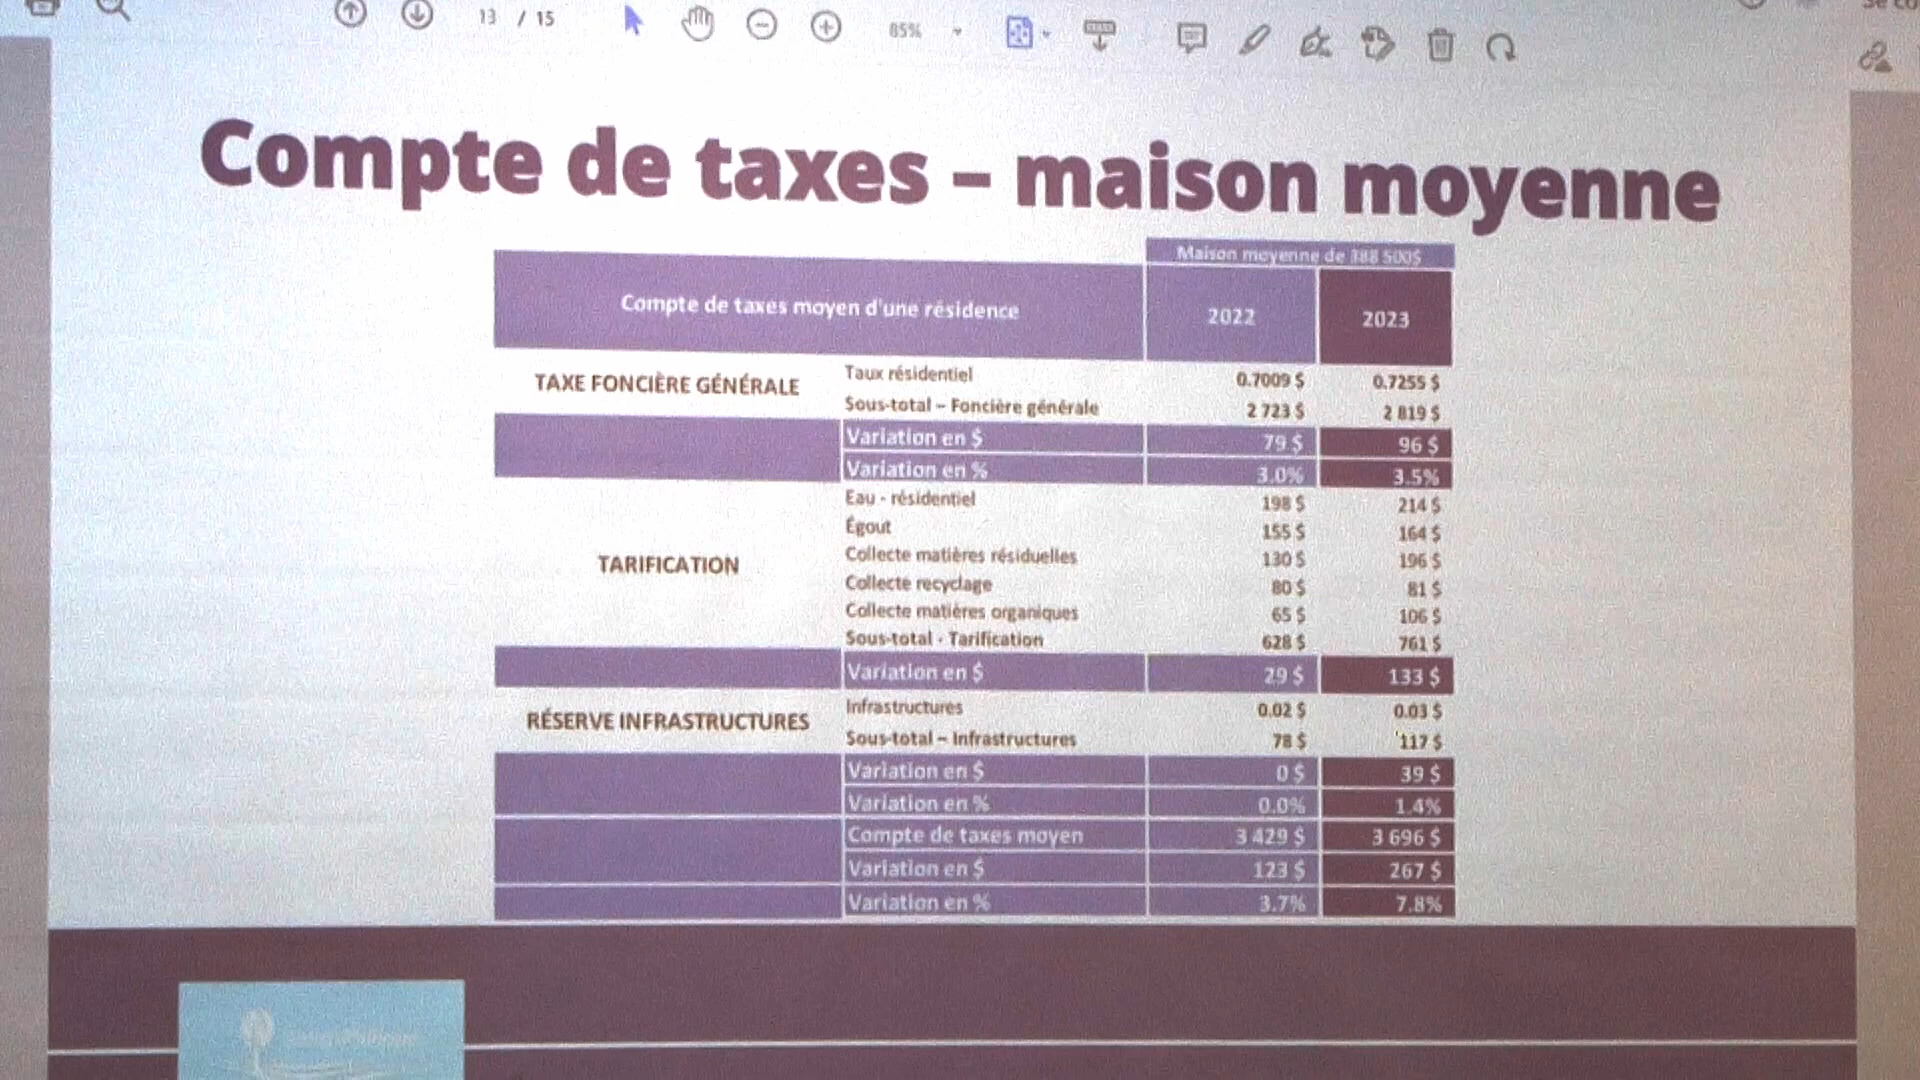 13 / 15
85%
Compte de taxes – maison moyenne
Maison moyenne de 388 500$
Compte de taxes moyen d'une résidence 2022 2023
TAXE FONCIÈRE GÉNÉRALE
Taux résidentiel 0.7009 $ 0.7255 $
Sous-total – Foncière générale 2 723 $ 2 819 $
Variation en $ 79 $ 96 $
Variation en % 3.0% 3.5%
TARIFICATION
Eau - résidentiel 198 $ 214 $
Égout 155 $ 164 $
Collecte matières résiduelles 130 $ 196 $
Collecte recyclage 80 $ 81 $
Collecte matières organiques 65 $ 106 $
Sous-total - Tarification 628 $ 761 $
Variation en $ 29 $ 133 $
RÉSERVE INFRASTRUCTURES
Infrastructures 0.02 $ 0.03 $
Sous-total – Infrastructures 78 $ 117 $
Variation en $ 0 $ 39 $
Variation en % 0.0% 1.4%
Compte de taxes moyen 3 429 $ 3 696 $
Variation en $ 123 $ 267 $
Variation en % 3.7% 7.8%